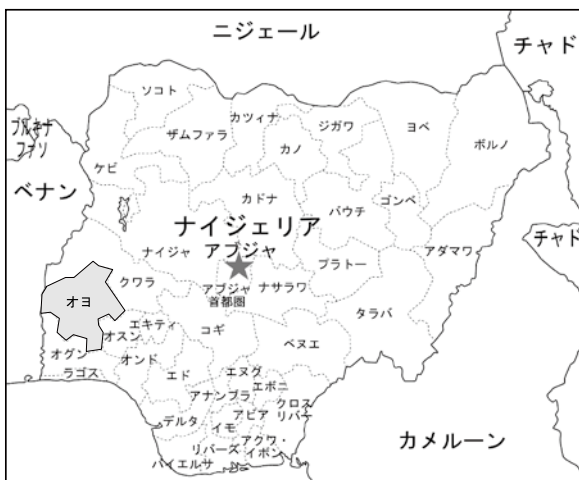 ニジェール
チャド
ソコト
カツィナ
ジガワ
ヨベ
ボルノ
ザムファラ
カノ
ブルキナ
ファソ
ケビ
ベナン
カドナ
バウチ
ゴンベ
ナイジェリア
アブジャ
チャド
アダマワ
ナイジャ
プラトー
クワラ
アブジャ
首都圏
ナサラワ
オヨ
タラバ
エキティ
コギ
ベヌエ
オスン
オグン
オンド
ラゴス
エド
エヌグ
エボニ
アナンブラ
クロス
リバー
アビア
デルタ
イモ
カメルーン
リバーズ
アクワ・
イボン
バイエルサ